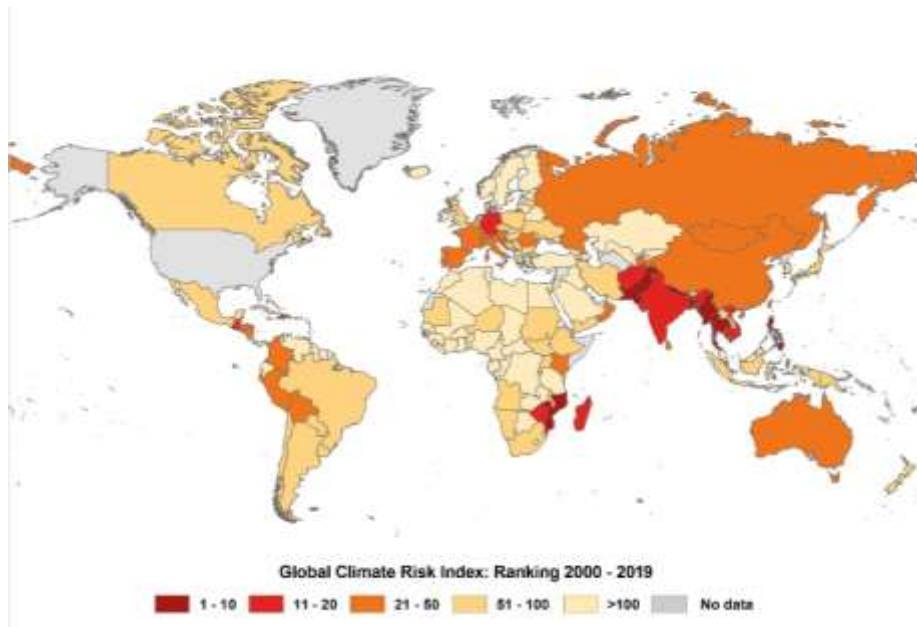 Global Climate Risk Index: Ranking 2000 - 2019
1 - 10 11 - 20 21 - 50 51 - 100 >100 No data